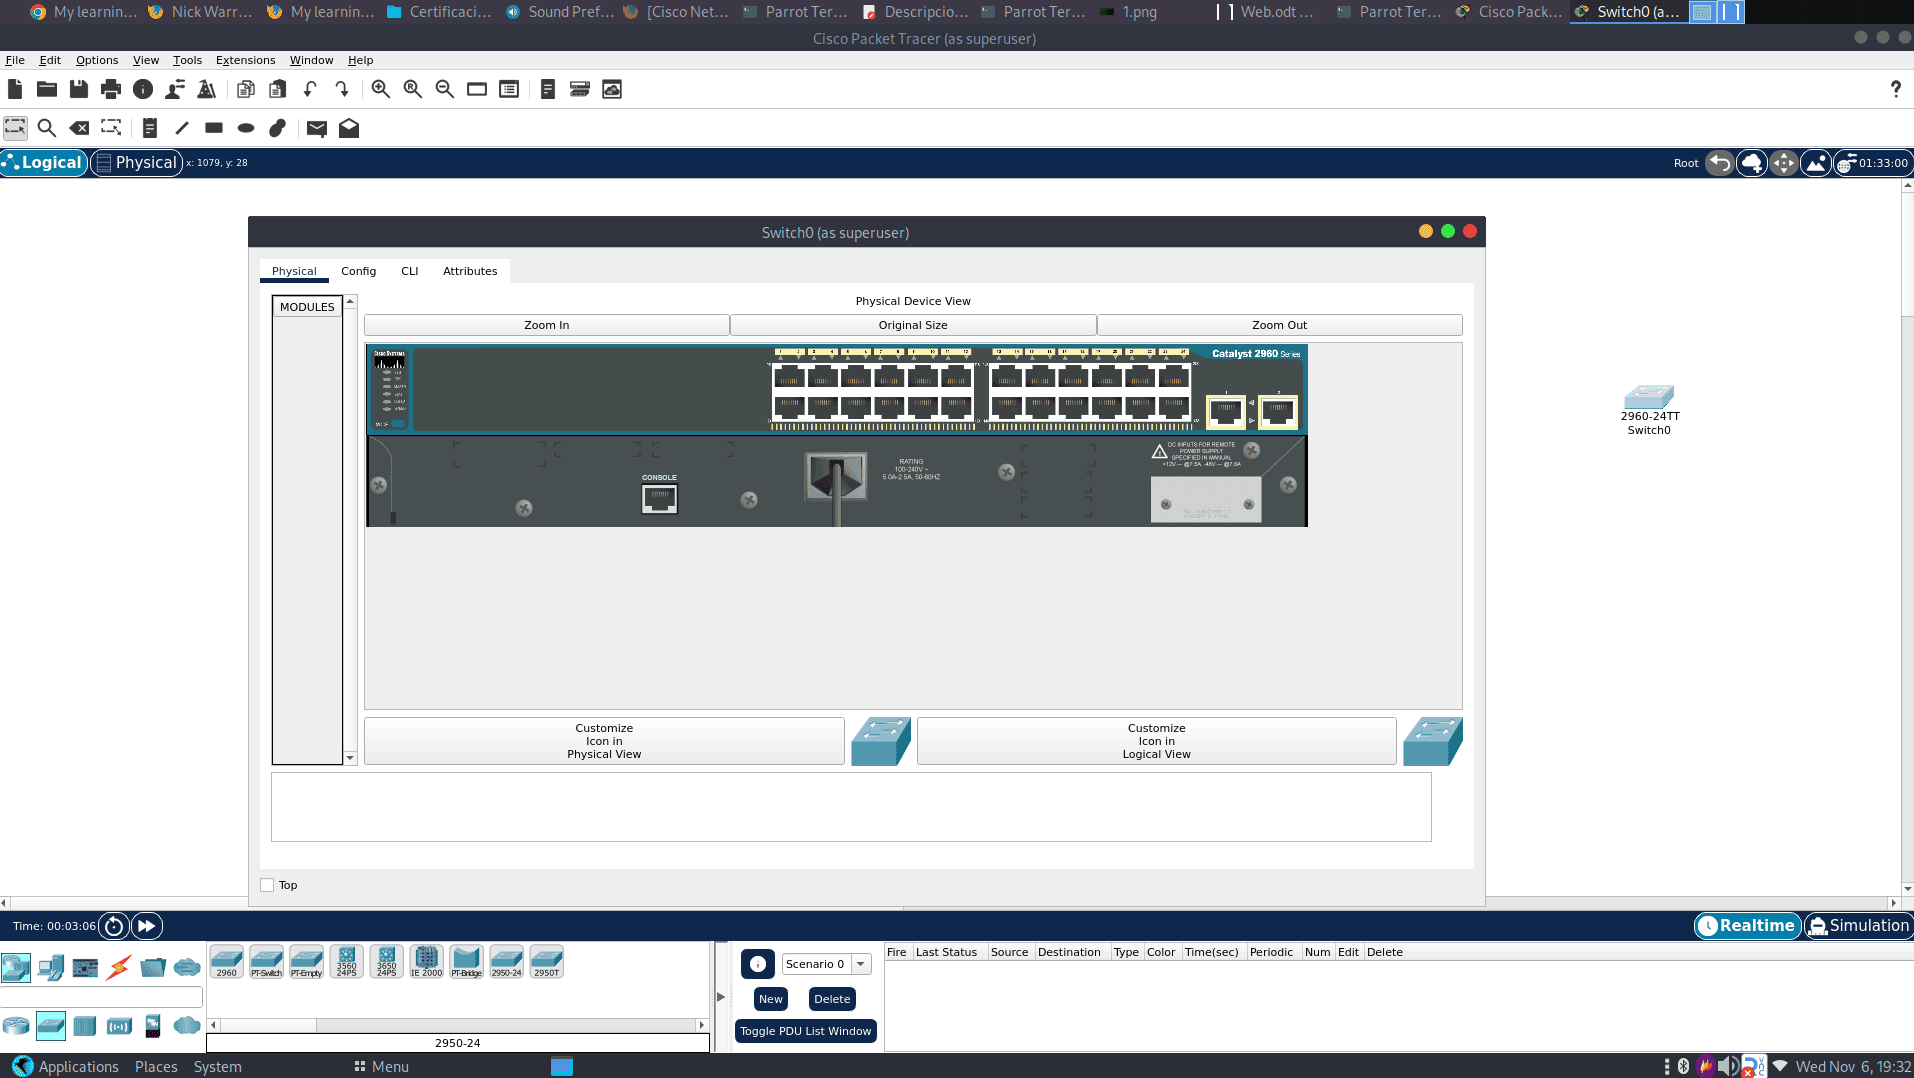 My learnin... Nick Warr... My learnin... Certificaci... Sound Pref... [Cisco Net... Parrot Ter... Descripcio... Parrot Ter... 1.png Web.odt ... Parrot Ter... Cisco Pack... Switch0 (a...
Cisco Packet Tracer (as superuser)
File Edit Options View Tools Extensions Window Help
?
Logical Physical x: 1079, y: 28 Root 01:33:00
Switch0 (as superuser)
Physical Config CLI Attributes
MODULES
Physical Device View
Zoom In Original Size Zoom Out
Cisco Systems
Catalyst 2960 Series
2960-24TT
Switch0
CONSOLE
RATING
100-240V ~
5.0A-2.5A, 50-60HZ
DC INPUTS FOR REMOTE
POWER SUPPLY
SPECIFIED IN MANUAL
+12V --- @7.5A, -48V --- @7.8A
Customize
Icon in
Physical View
Customize
Icon in
Logical View
Top
Time: 00:03:06 Realtime Simulation
2960 PT-Switch PT-Empty 3560 24PS 3650 24PS IE 2000 PT-Bridge 2950-24 2950T
2950-24
Scenario 0
New Delete
Toggle PDU List Window
Fire Last Status Source Destination Type Color Time(sec) Periodic Num Edit Delete
Applications Places System Menu Wed Nov 6, 19:32